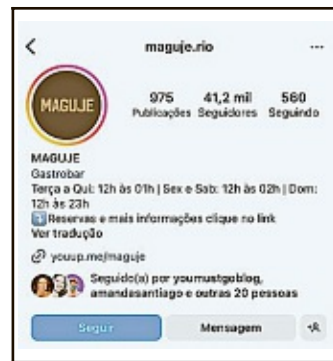 maguje.rio
MAGUJE
975
41,2 mil
560
Publicações
Seguidores
Seguindo
MAGUJE
Gastrobar
Terça a Qui: 12h às 01h | Sex e Sab: 12h às 02h | Dom:
12h às 23h
Reservas e mais informações clique no link
Ver tradução
youup.me/maguje
Seguido(a) por youmustgoblog,
amandasantiago e outras 20 pessoas
Seguir
Mensagem